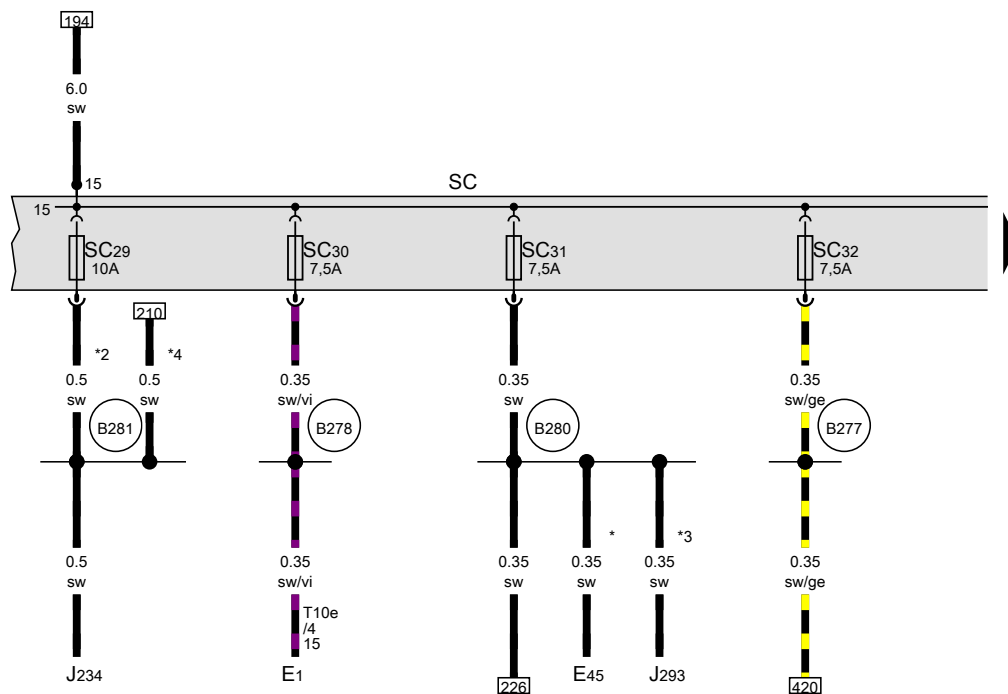 194
6.0
sw
15
SC
15
SC29
10A
SC30
7,5A
SC31
7,5A
SC32
7,5A
210
*2
*4
0.5
sw
0.5
sw
0.35
sw/vi
0.35
sw
0.35
sw/ge
B281
B278
B280
B277
*
*3
0.5
sw
0.35
sw/vi
0.35
sw
0.35
sw
0.35
sw
0.35
sw/ge
T10e
/4
15
J234
E1
226
E45
J293
420